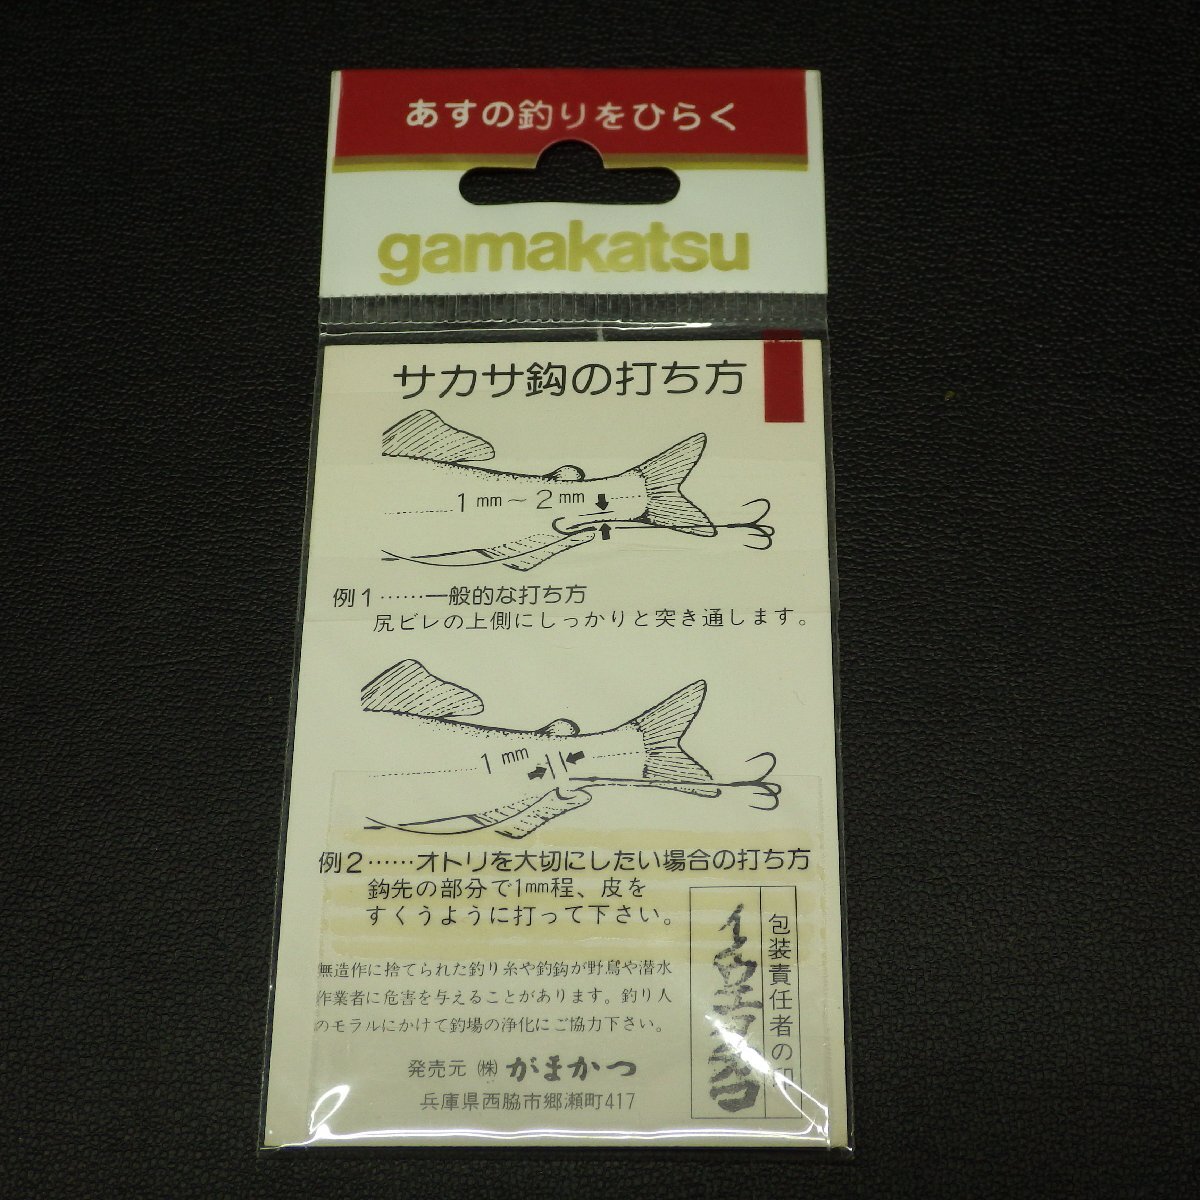 あすの釣りをひらく
gamakatsu
サカサ鈎の打ち方
1mm～2mm
例1……一般的な打ち方
尻ビレの上側にしっかりと突き通します。
1mm
例2……オトリを大切にしたい場合の打ち方
鈎先の部分で1mm程、皮を
すくうように打って下さい。
無造作に捨てられた釣り糸や釣鈎が野鳥や潜水
作業者に危害を与えることがあります。釣り人
のモラルにかけて釣場の浄化にご協力下さい。
発売元 ㈱ がまかつ
兵庫県西脇市郷瀬町417
包装責任者の印